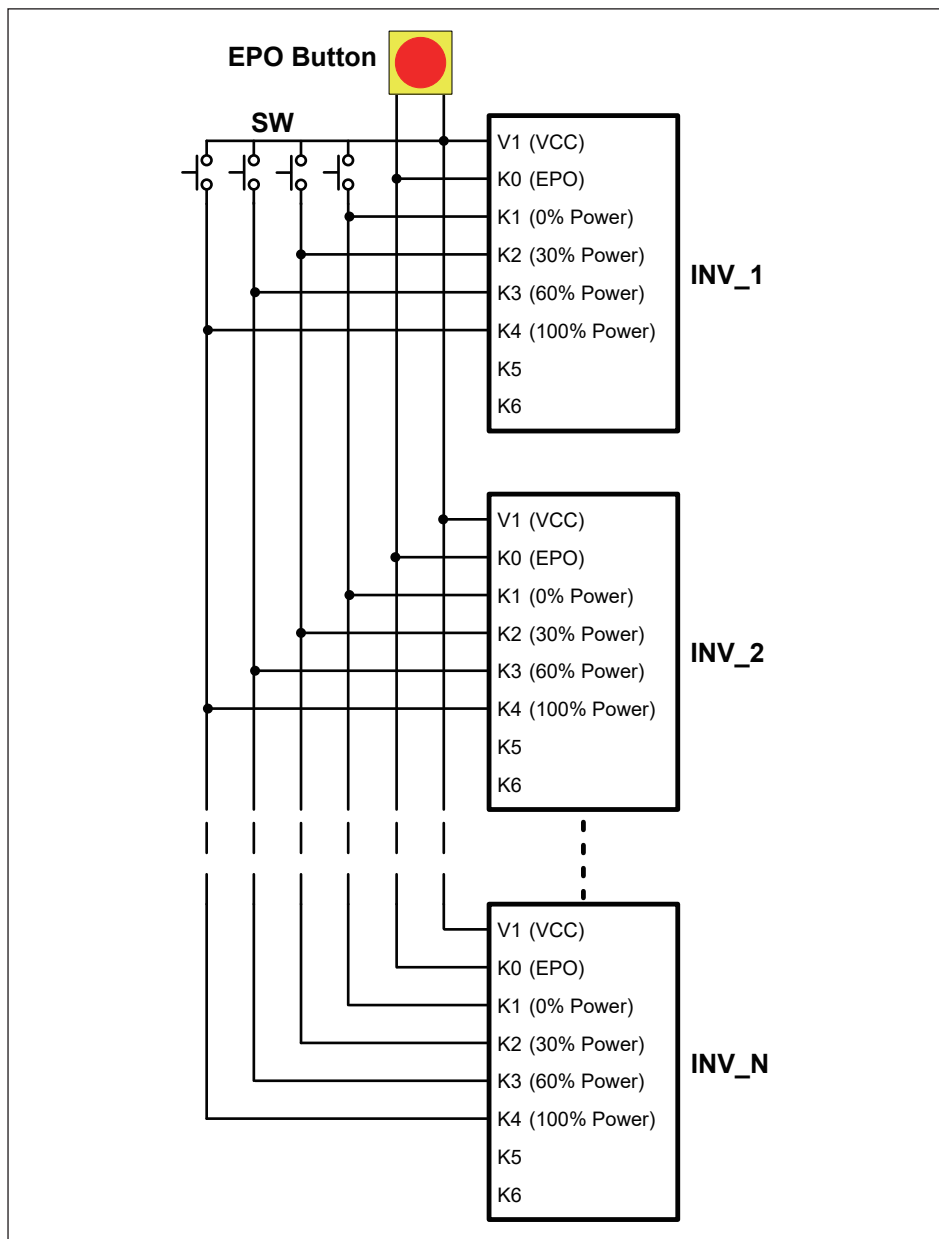 EPO Button
SW
V1 (VCC)
K0 (EPO)
K1 (0% Power)
K2 (30% Power)
K3 (60% Power)
K4 (100% Power)
K5
K6
INV_1
V1 (VCC)
K0 (EPO)
K1 (0% Power)
K2 (30% Power)
K3 (60% Power)
K4 (100% Power)
K5
K6
INV_2
V1 (VCC)
K0 (EPO)
K1 (0% Power)
K2 (30% Power)
K3 (60% Power)
K4 (100% Power)
K5
K6
INV_N